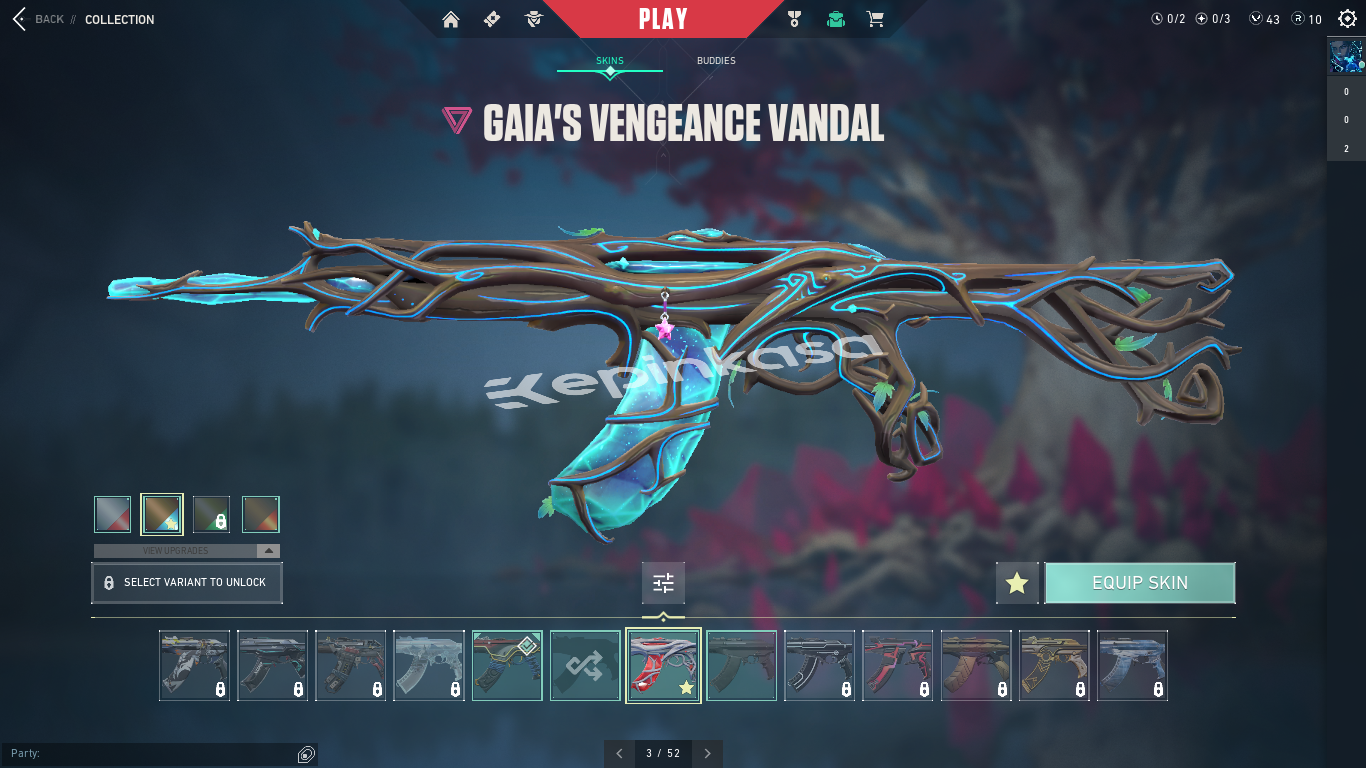 BACK // COLLECTION
PLAY
0/2 0/3 43 10
SKINS BUDDIES
0
0
2
GAIA'S VENGEANCE VANDAL
epinkasa
VIEW UPGRADES
SELECT VARIANT TO UNLOCK
EQUIP SKIN
Party:
3 / 52